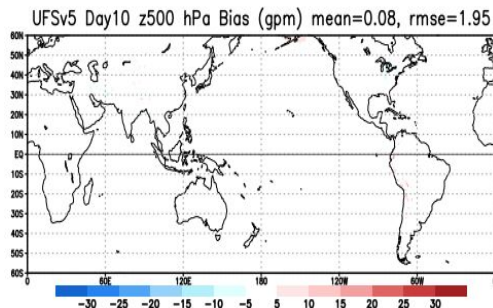 UFSv5 Day10 z500 hPa Bias (gpm) mean=0.08, rmse=1.95
60N
50N
40N
30N
20N
10N
EQ
10S
20S
30S
40S
50S
60S
0 60E 120E 180 120W 60W 0
-30 -25 -20 -15 -10 -5 5 10 15 20 25 30